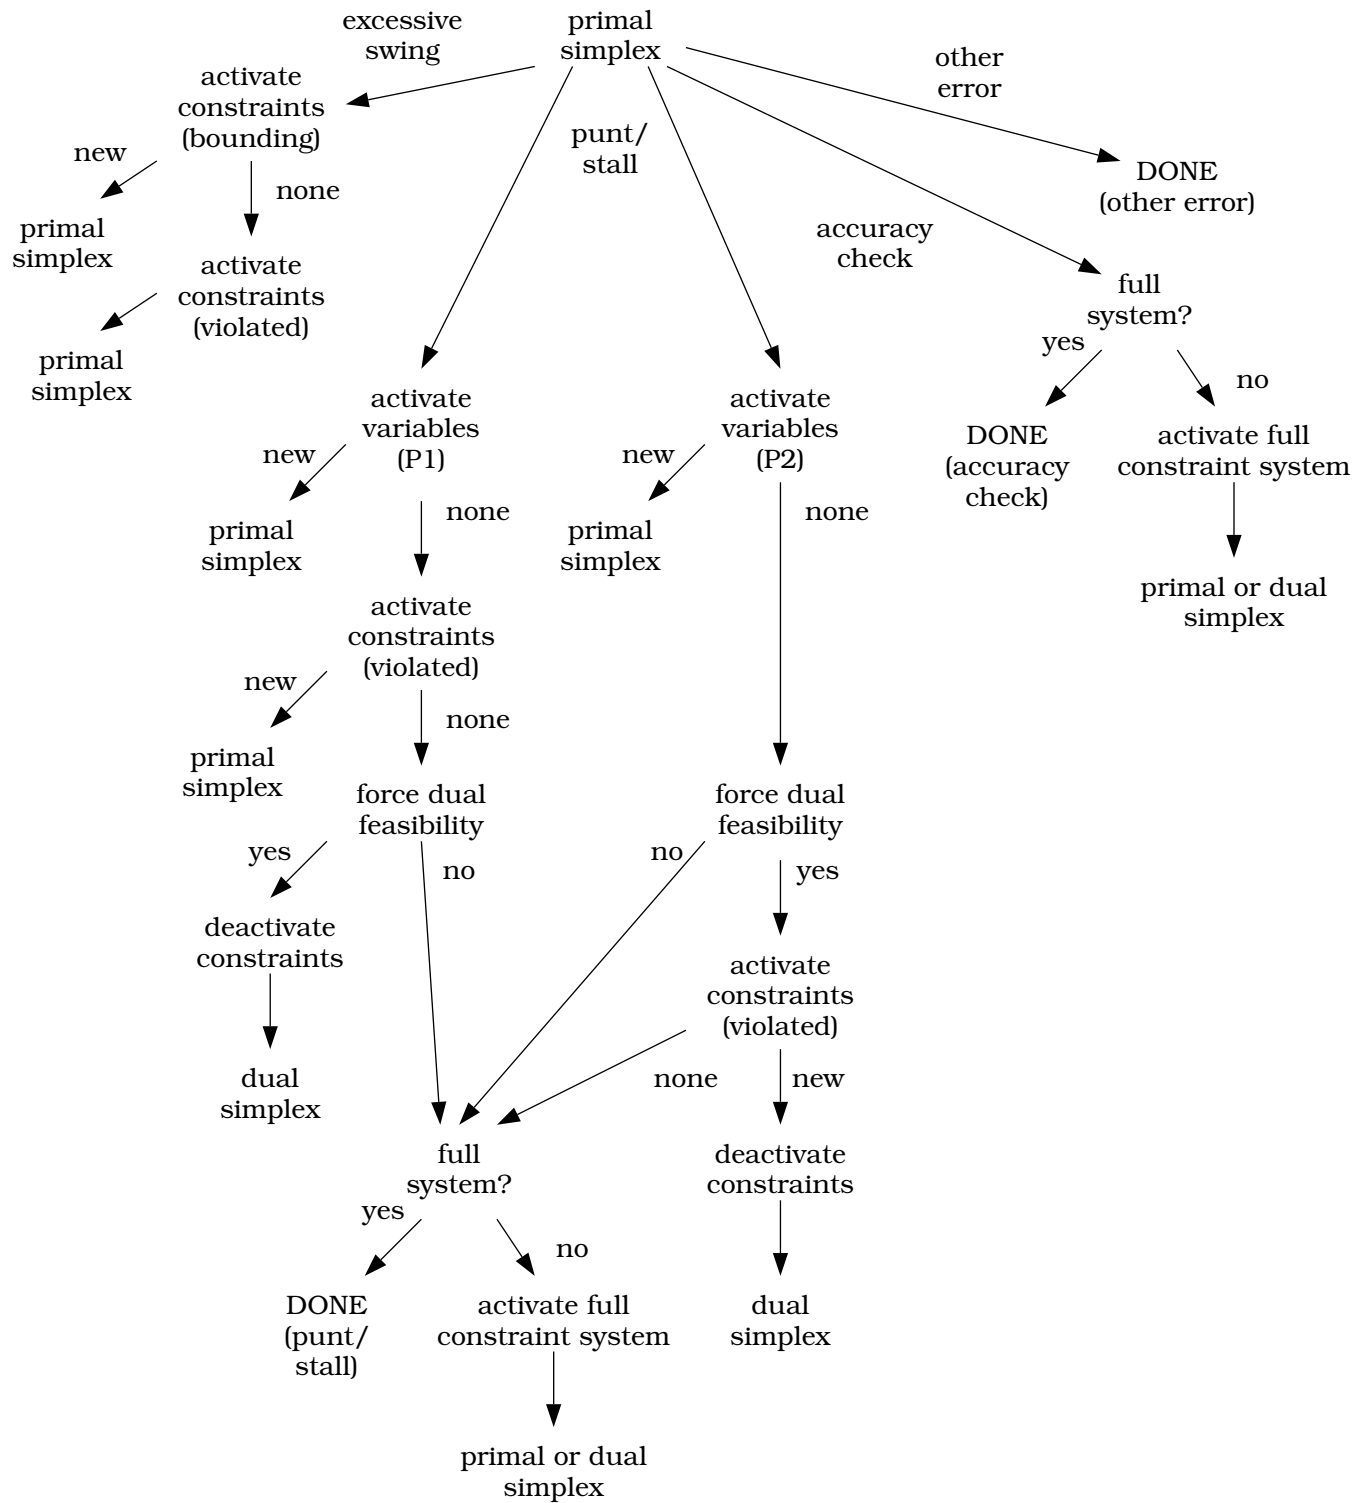 excessive
swing
primal
simplex
other
error
activate
constraints
(bounding)
punt/
stall
DONE
(other error)
new
none
primal
simplex
activate
constraints
(violated)
primal
simplex
accuracy
check
full
system?
yes
no
DONE
(accuracy
check)
activate full
constraint system
primal or dual
simplex
activate
variables
(P1)
new
none
primal
simplex
activate
constraints
(violated)
new
none
primal
simplex
force dual
feasibility
yes
no
deactivate
constraints
dual
simplex
activate
variables
(P2)
new
none
primal
simplex
force dual
feasibility
no
yes
activate
constraints
(violated)
none
new
deactivate
constraints
dual
simplex
full
system?
yes
no
DONE
(punt/
stall)
activate full
constraint system
primal or dual
simplex